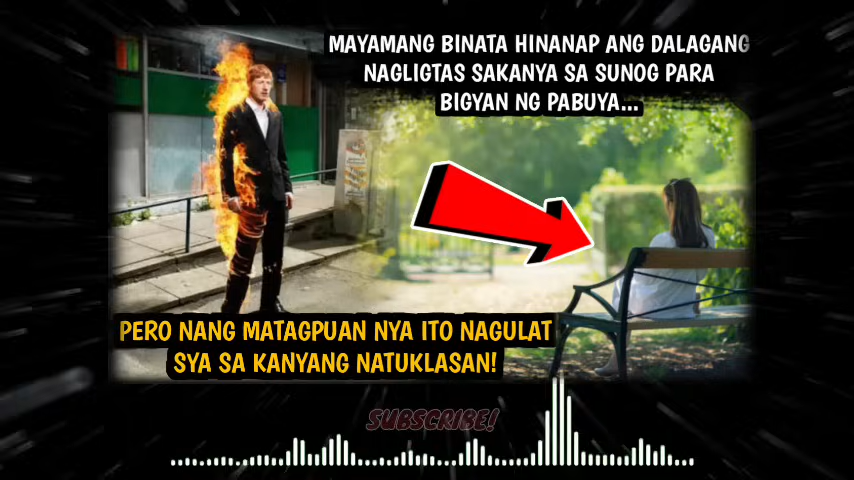 MAYAMANG BINATA HINANAP ANG DALAGANG
NAGLIGTAS SAKANYA SA SUNOG PARA
BIGYAN NG PABUYA...
PERO NANG MATAGPUAN NYA ITO NAGULAT
SYA SA KANYANG NATUKLASAN!
SUBSCRIBE!